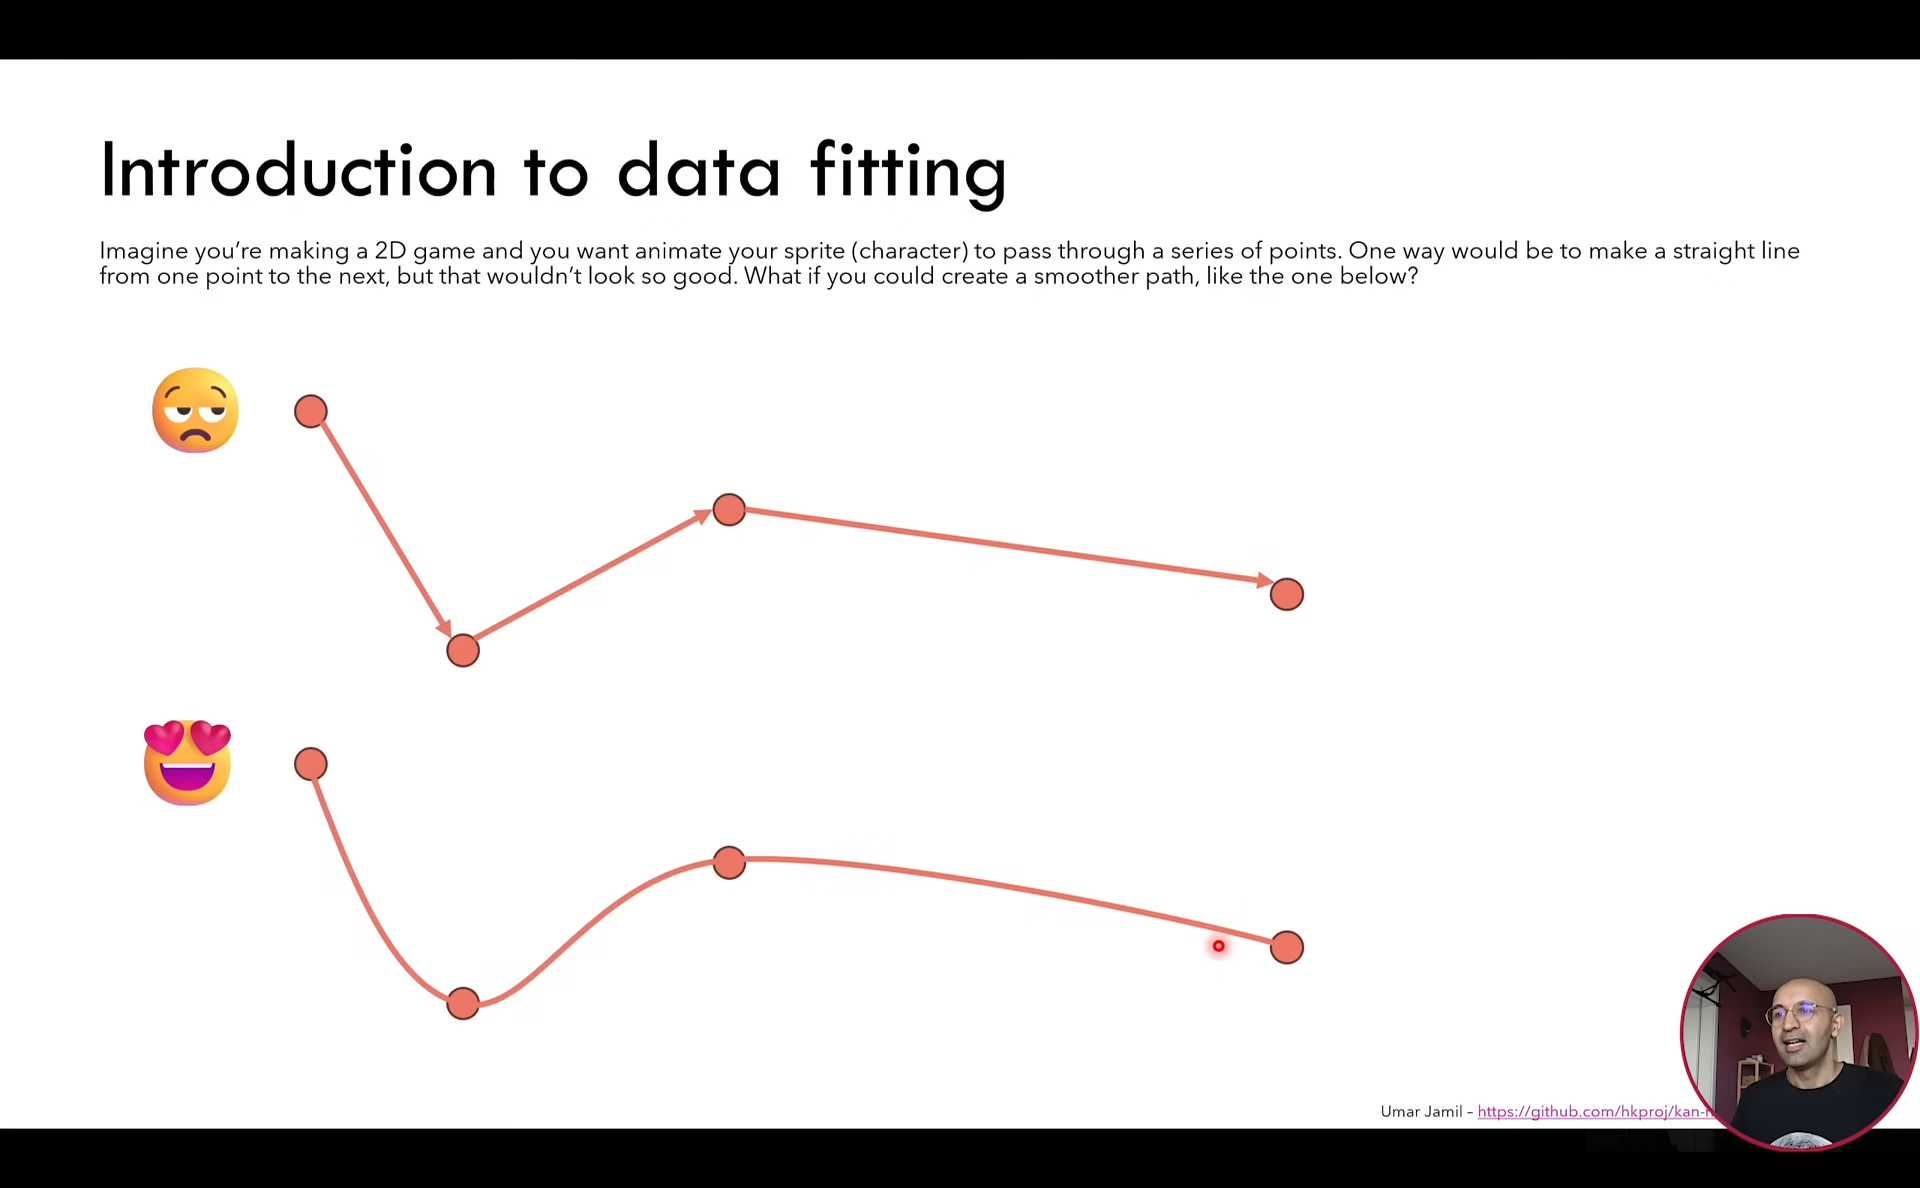 Introduction to data fitting
Imagine you're making a 2D game and you want animate your sprite (character) to pass through a series of points. One way would be to make a straight line
from one point to the next, but that wouldn't look so good. What if you could create a smoother path, like the one below?
Umar Jamil – https://github.com/hkproj/kan-